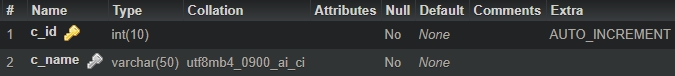 # Name Type Collation Attributes Null Default Comments Extra
1 c_id int(10) No None AUTO_INCREMENT
2 c_name varchar(50) utf8mb4_0900_ai_ci No None